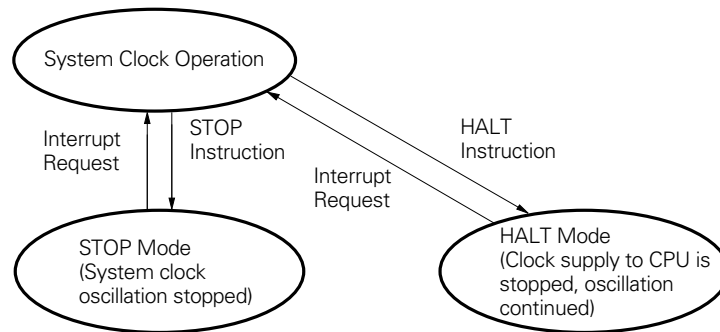 System Clock Operation
Interrupt
Request
STOP
Instruction
HALT
Instruction
Interrupt
Request
STOP Mode
(System clock
oscillation stopped)
HALT Mode
(Clock supply to CPU is
stopped, oscillation
continued)